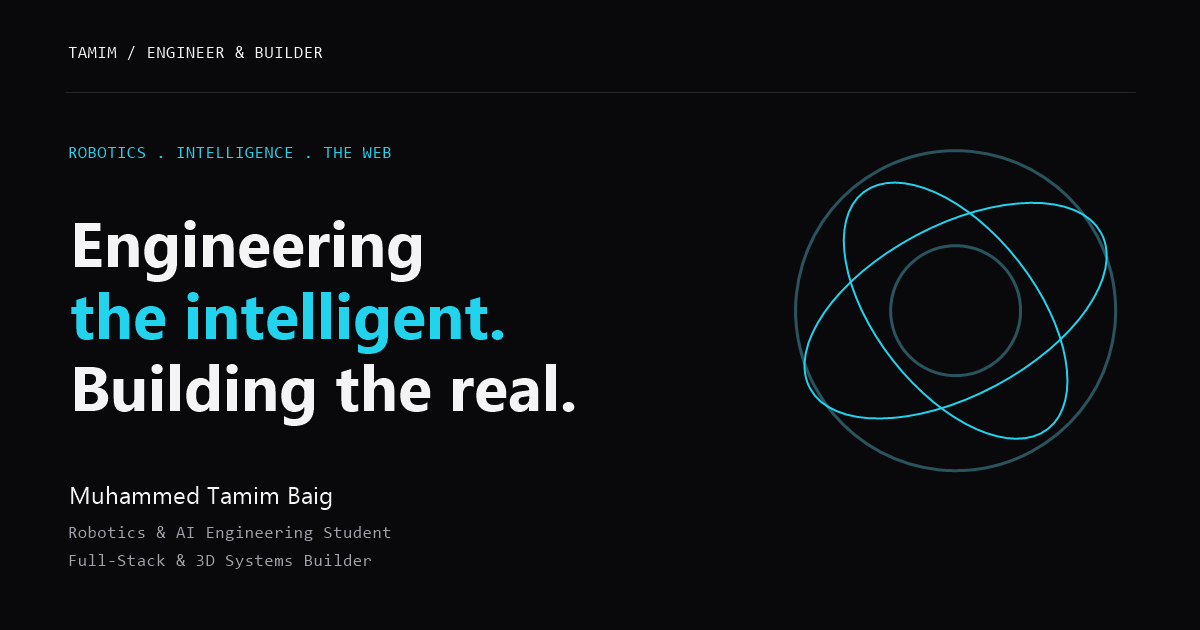 TAMIM / ENGINEER & BUILDER
ROBOTICS . INTELLIGENCE . THE WEB
Engineering
the intelligent.
Building the real.
Muhammed Tamim Baig
Robotics & AI Engineering Student
Full-Stack & 3D Systems Builder